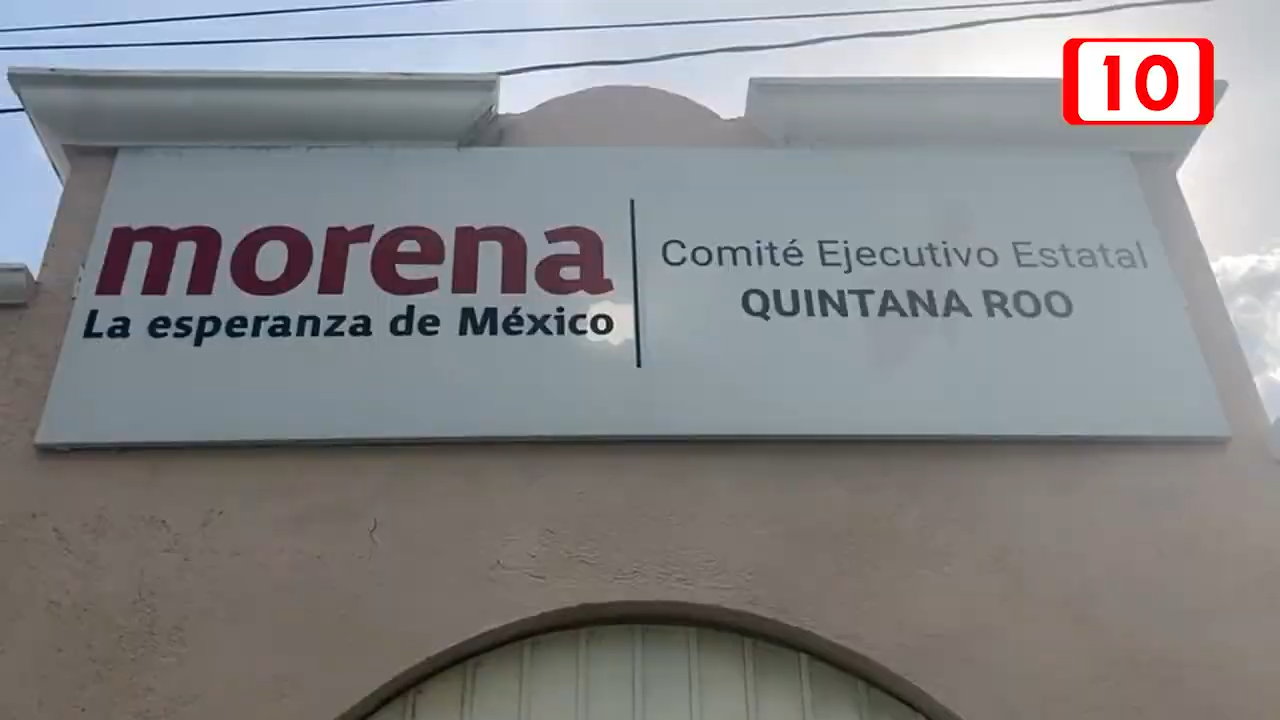 10
morena
La esperanza de México
Comité Ejecutivo Estatal
QUINTANA ROO